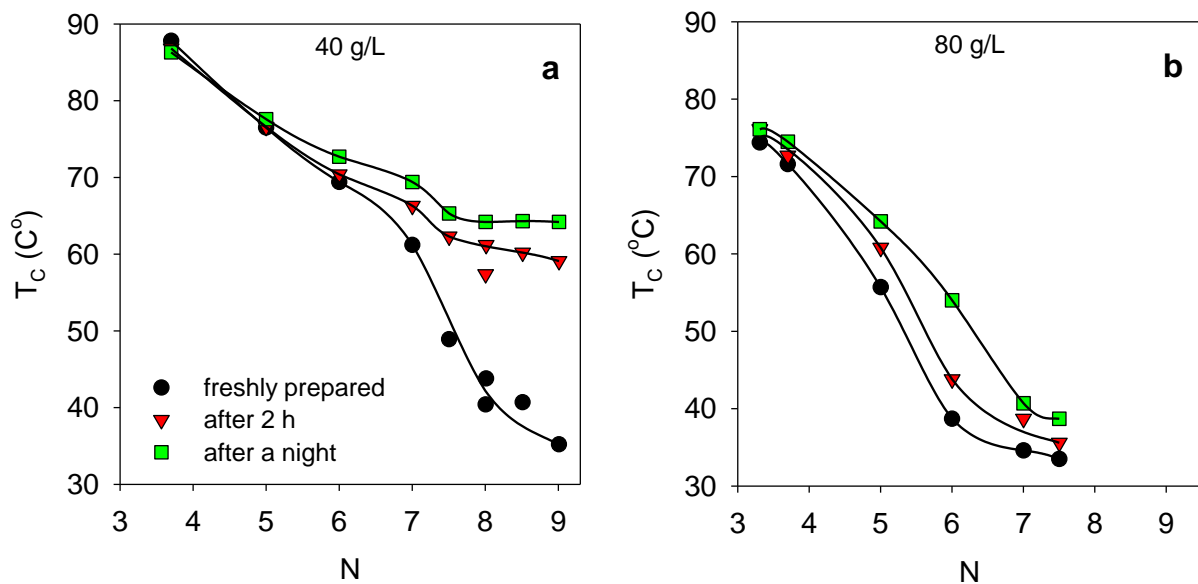 40 g/L
a
90
80
70
60
50
40
30
T_C (C°)
3 4 5 6 7 8 9
N
freshly prepared
after 2 h
after a night
80 g/L
b
90
80
70
60
50
40
30
T_C (°C)
3 4 5 6 7 8 9
N